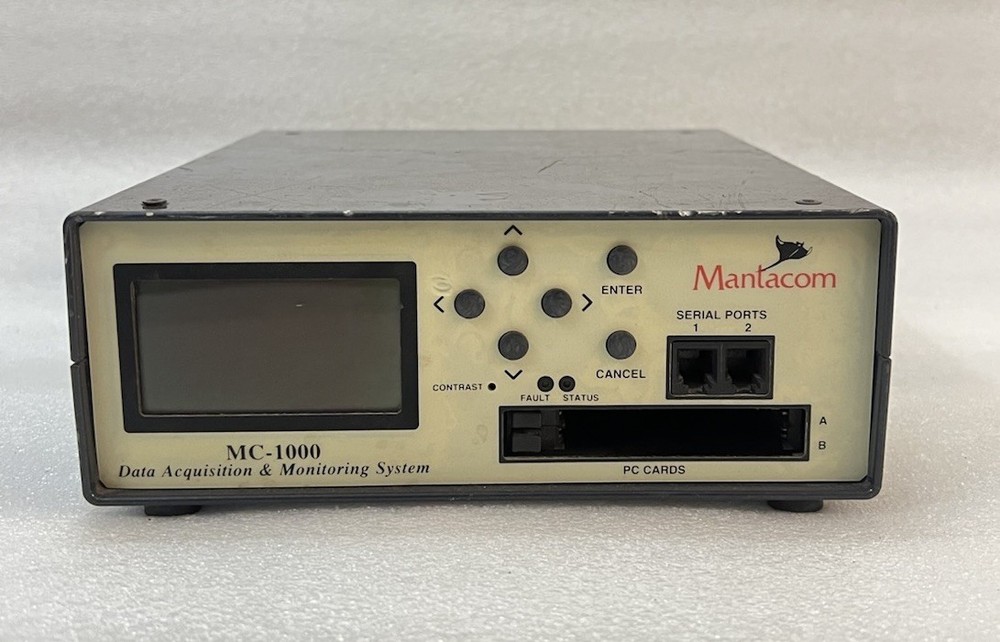 MC-1000
Data Acquisition & Monitoring System
CONTRAST
FAULT STATUS
ENTER
CANCEL
Mantacom
SERIAL PORTS
1 2
A
B
PC CARDS